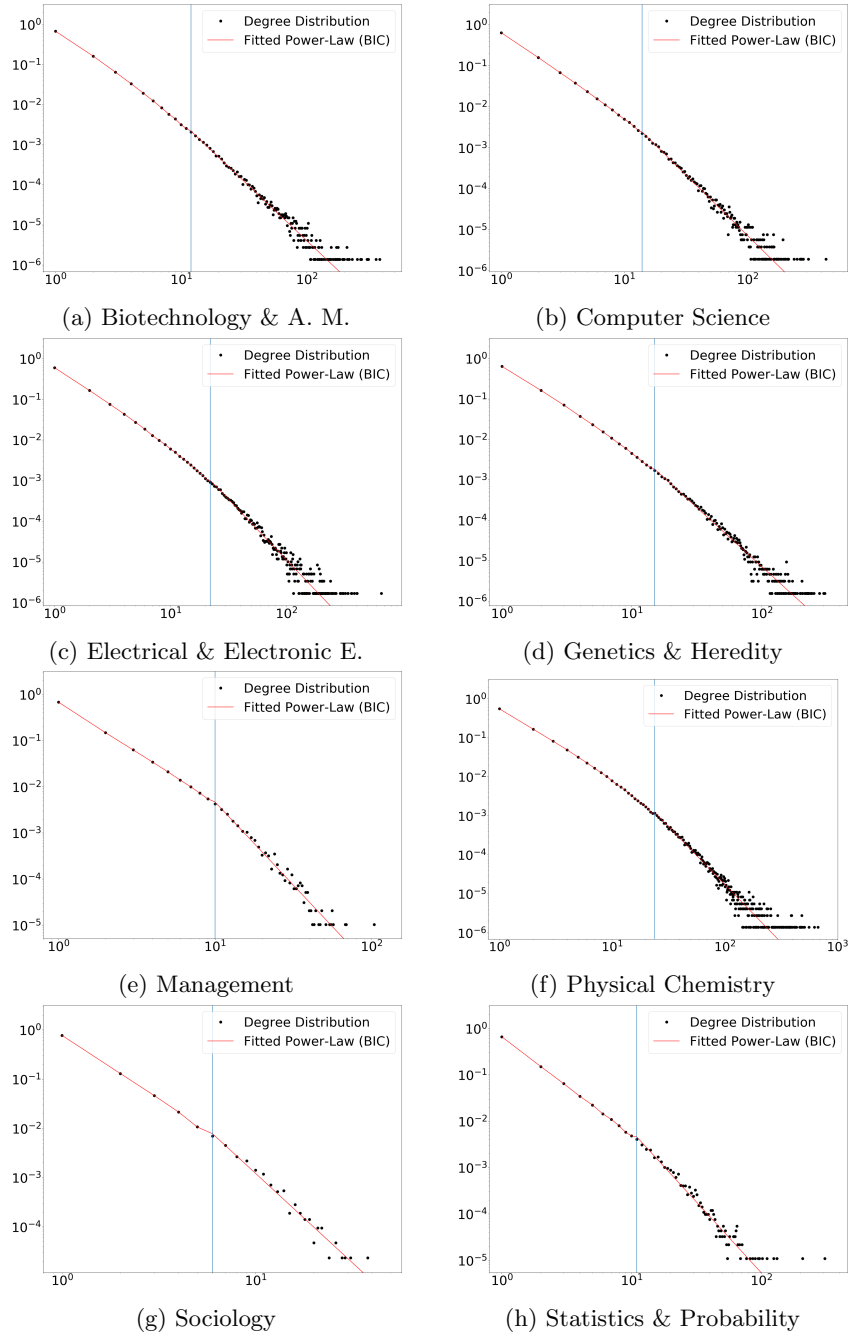 Degree Distribution
Fitted Power-Law (BIC)
10^0
10^-1
10^-2
10^-3
10^-4
10^-5
10^-6
10^0 10^1 10^2
(a) Biotechnology & A. M.
Degree Distribution
Fitted Power-Law (BIC)
10^0
10^-1
10^-2
10^-3
10^-4
10^-5
10^-6
10^0 10^1 10^2
(b) Computer Science
Degree Distribution
Fitted Power-Law (BIC)
10^0
10^-1
10^-2
10^-3
10^-4
10^-5
10^-6
10^0 10^1 10^2
(c) Electrical & Electronic E.
Degree Distribution
Fitted Power-Law (BIC)
10^0
10^-1
10^-2
10^-3
10^-4
10^-5
10^-6
10^0 10^1 10^2
(d) Genetics & Heredity
Degree Distribution
Fitted Power-Law (BIC)
10^0
10^-1
10^-2
10^-3
10^-4
10^-5
10^0 10^1 10^2
(e) Management
Degree Distribution
Fitted Power-Law (BIC)
10^0
10^-1
10^-2
10^-3
10^-4
10^-5
10^-6
10^0 10^1 10^2 10^3
(f) Physical Chemistry
Degree Distribution
Fitted Power-Law (BIC)
10^0
10^-1
10^-2
10^-3
10^-4
10^0 10^1
(g) Sociology
Degree Distribution
Fitted Power-Law (BIC)
10^0
10^-1
10^-2
10^-3
10^-4
10^-5
10^0 10^1 10^2
(h) Statistics & Probability